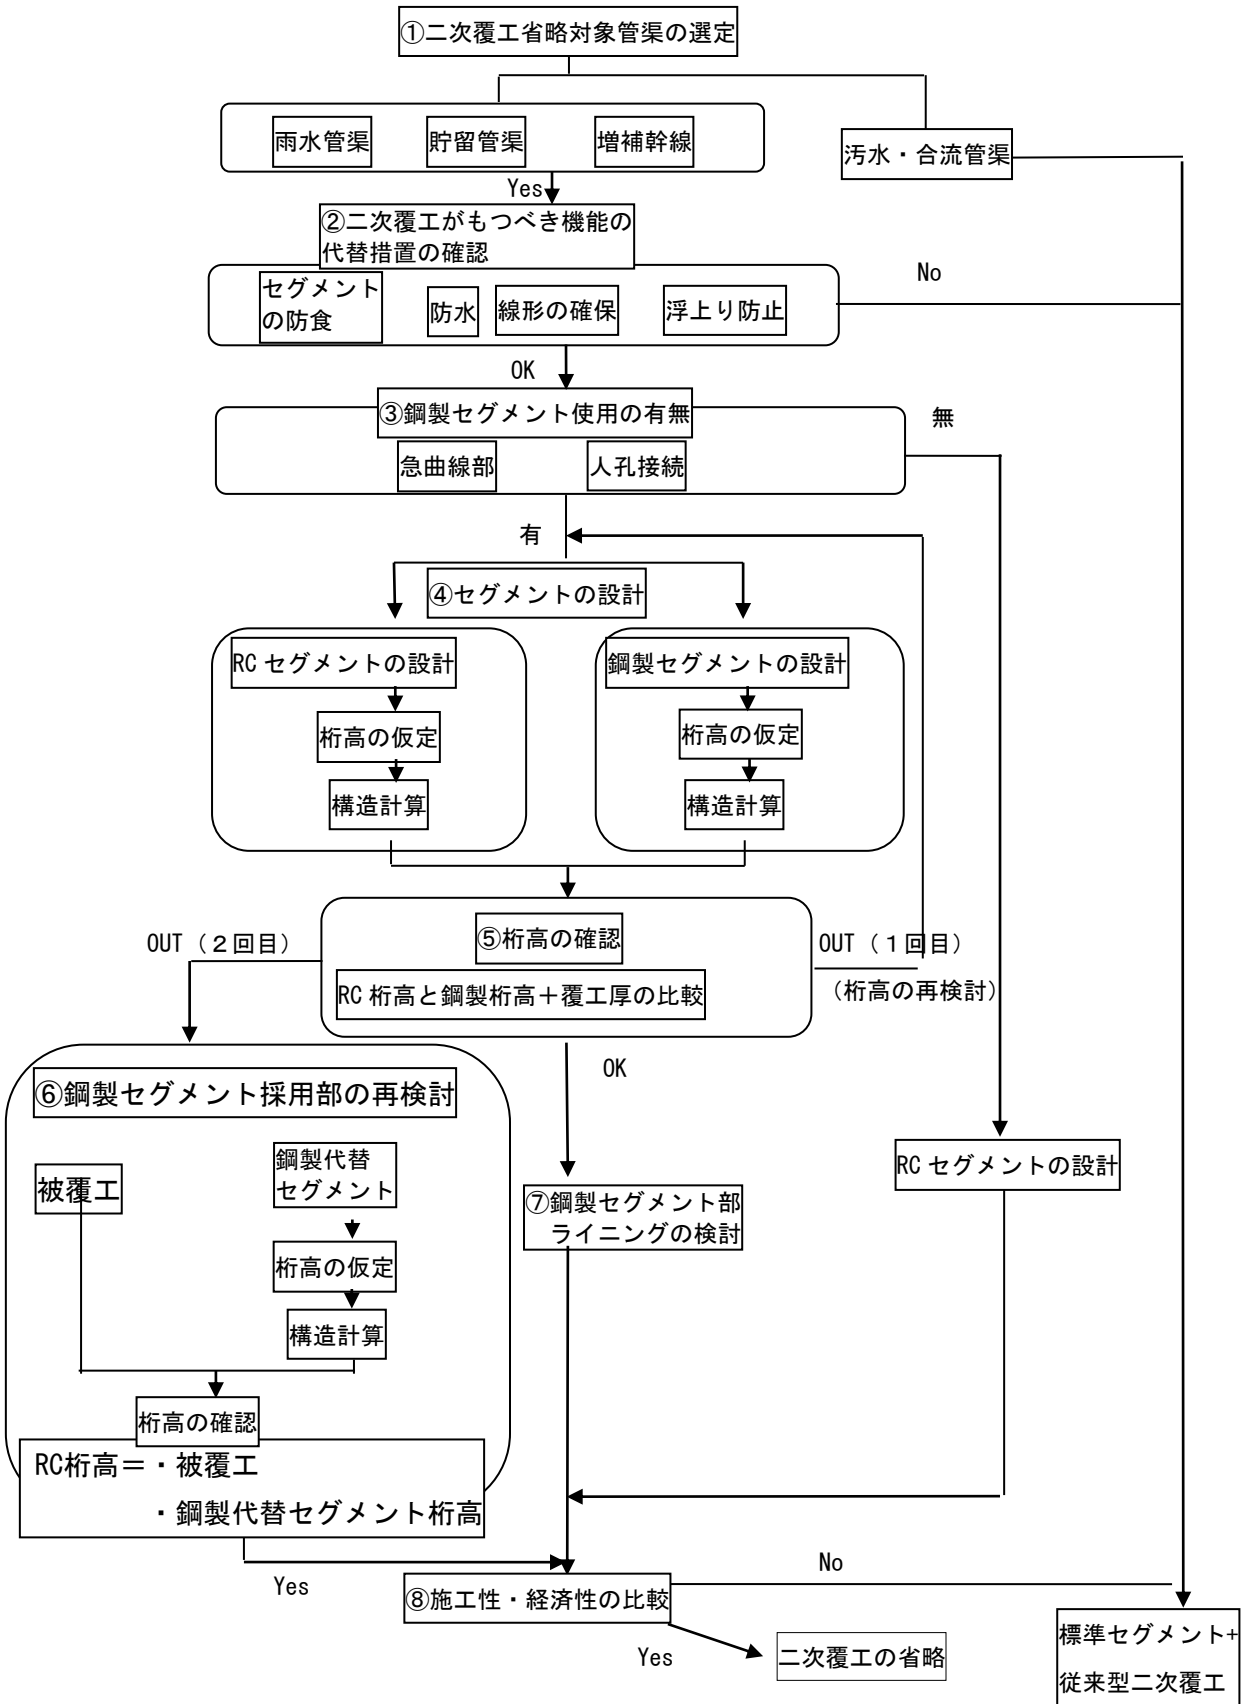 ①二次覆工省略対象管渠の選定
雨水管渠
貯留管渠
増補幹線
汚水・合流管渠
Yes
②二次覆工がもつべき機能の
代替措置の確認
No
セグメント
の防食
防水
線形の確保
浮上り防止
OK
③鋼製セグメント使用の有無
無
急曲線部
人孔接続
有
④セグメントの設計
RC セグメントの設計
鋼製セグメントの設計
桁高の仮定
桁高の仮定
構造計算
構造計算
OUT（２回目）
⑤桁高の確認
OUT（１回目）
RC 桁高と鋼製桁高＋覆工厚の比較
（桁高の再検討）
OK
⑥鋼製セグメント採用部の再検討
被覆工
鋼製代替
セグメント
RC セグメントの設計
⑦鋼製セグメント部
ライニングの検討
桁高の仮定
構造計算
桁高の確認
RC桁高＝・被覆工
・鋼製代替セグメント桁高
Yes
No
⑧施工性・経済性の比較
Yes
二次覆工の省略
標準セグメント+
従来型二次覆工